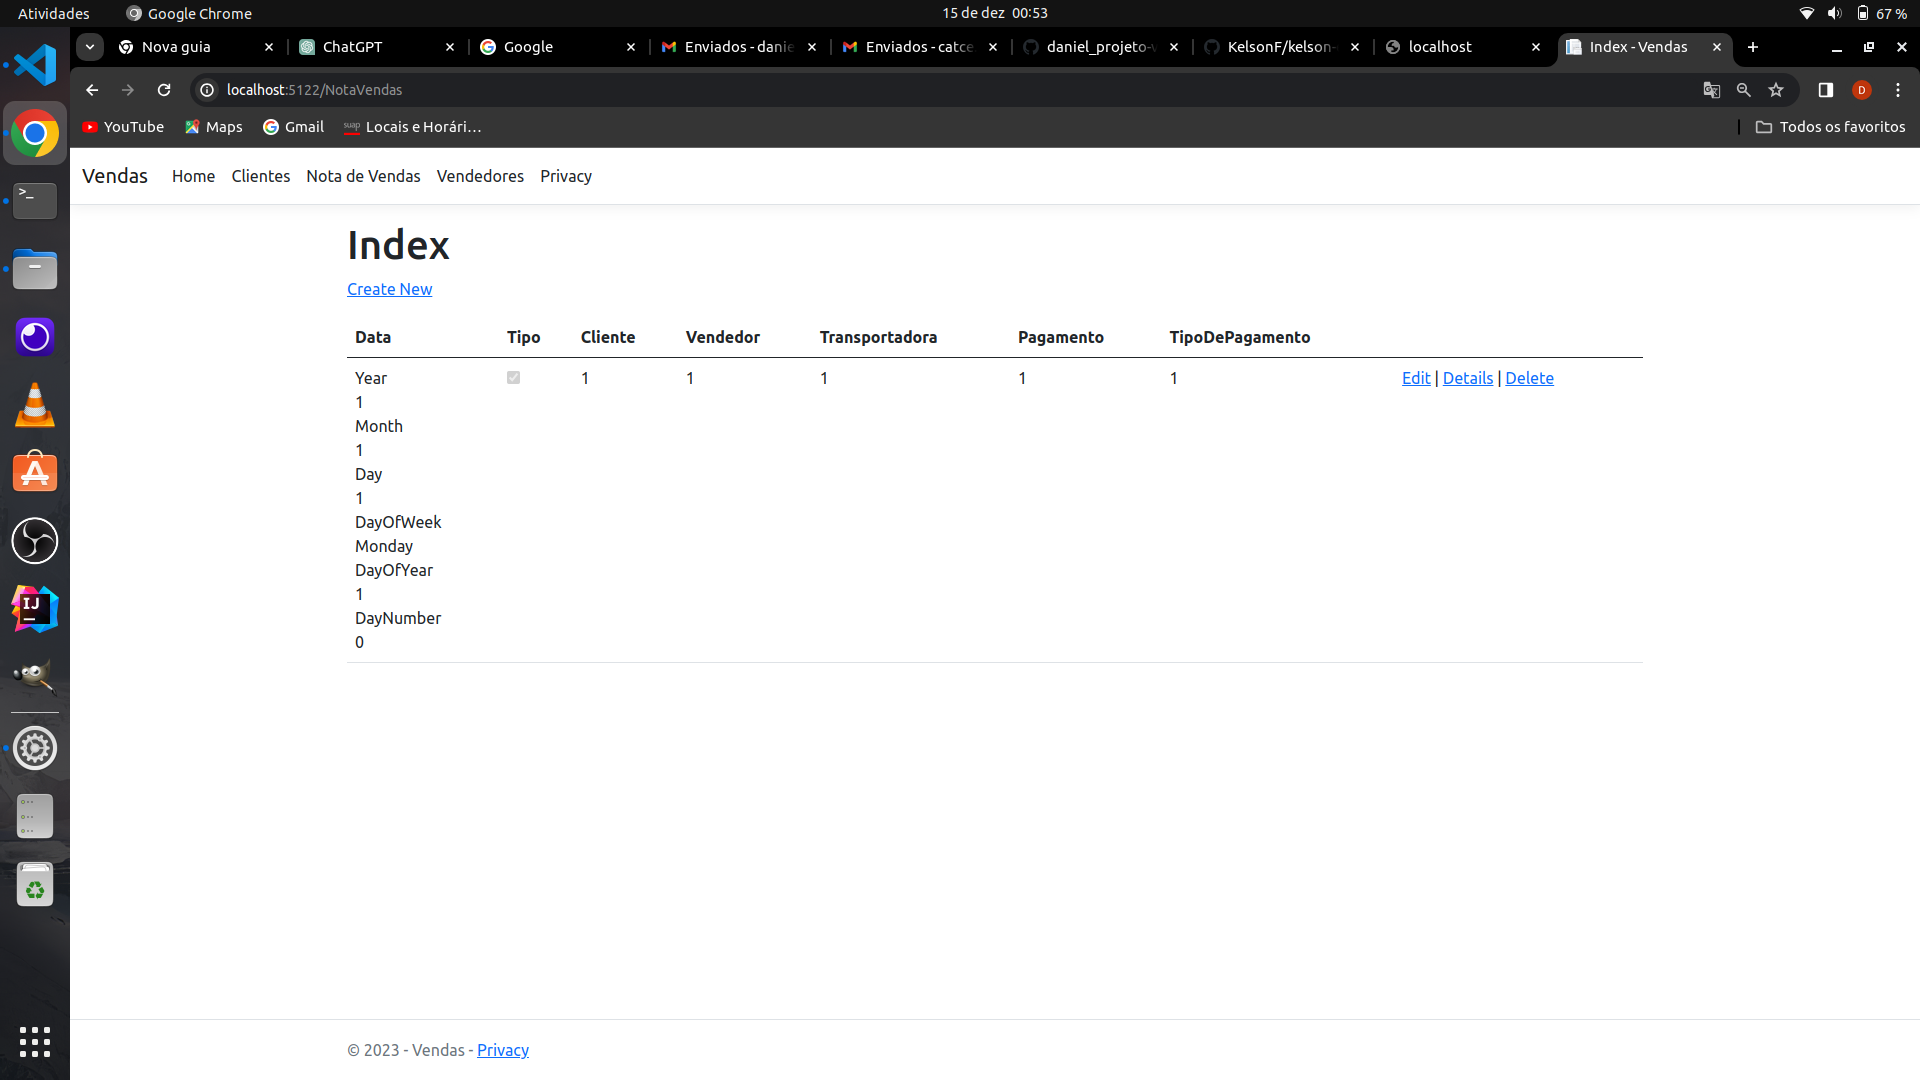 Atividades Google Chrome 15 de dez 00:53 67 %
Nova guia ChatGPT Google Enviados - danie Enviados - catce daniel_projeto-v KelsonF/kelson- localhost Index - Vendas
localhost:5122/NotaVendas D
YouTube Maps Gmail suap Locais e Horári... Todos os favoritos
Vendas Home Clientes Nota de Vendas Vendedores Privacy
Index
Create New
Data Tipo Cliente Vendedor Transportadora Pagamento TipoDePagamento
Year 1 1 1 1 1 Edit | Details | Delete
1
Month
1
Day
1
DayOfWeek
Monday
DayOfYear
1
DayNumber
0
IJ
© 2023 - Vendas - Privacy